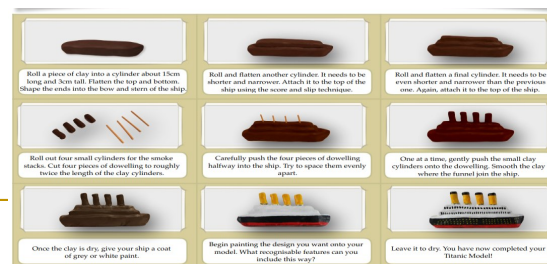 Roll a piece of clay into a cylinder about 15cm
long and 3cm tall. Flatten the top and bottom.
Shape the ends into the bow and stern of the ship.
Roll and flatten another cylinder. It needs to be
shorter and narrower. Attach it to the top of the
ship using the score and slip technique.
Roll and flatten a final cylinder. It needs to be
even shorter and narrower than the previous
one. Again, attach it to the top of the ship.
Roll out four small cylinders for the smoke
stacks. Cut four pieces of dowelling to roughly
twice the length of the clay cylinders.
Carefully push the four pieces of dowelling
halfway into the ship. Try to space them evenly
apart.
One at a time, gently push the small clay
cylinders onto the dowelling. Smooth the clay
where the funnel join the ship.
Once the clay is dry, give your ship a coat
of grey or white paint.
Begin painting the design you want onto your
model. What recognisable features can you
include this way?
Leave it to dry. You have now completed your
Titanic Model!